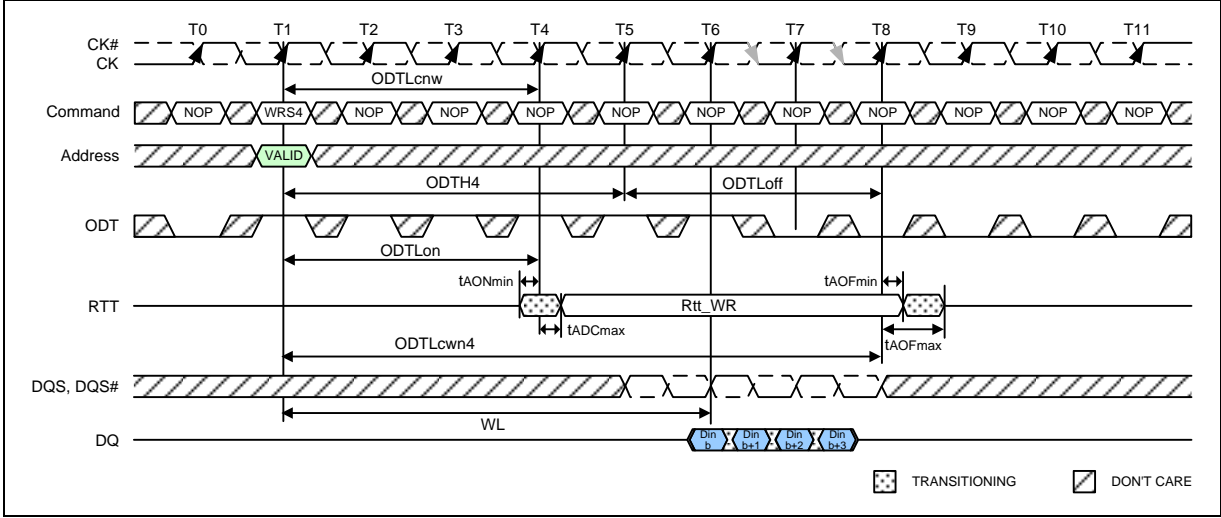 T0 T1 T2 T3 T4 T5 T6 T7 T8 T9 T10 T11
CK#
CK
ODTLcnw
Command NOP WRS4 NOP NOP NOP NOP NOP NOP NOP NOP NOP NOP
Address VALID
ODTH4 ODTLoff
ODT
ODTLon
tAONmin tAOFmin
RTT Rtt_WR
tADCmax tAOFmax
ODTLcwn4
DQS, DQS#
WL
DQ Din b Din b+1 Din b+2 Din b+3
TRANSITIONING DON'T CARE